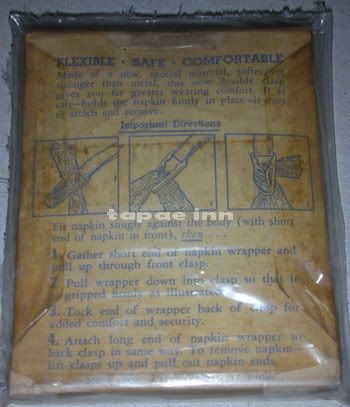 FLEXIBLE · SAFE · COMFORTABLE
Made of a new, special material, softer yet
stronger than metal, this new flexible clasp
gives you far greater wearing comfort. It is
safe—holds the napkin firmly in place—is easy
to attach and remove.
Important Directions
tapae inn
Fit napkin snugly against the body (with short
end of napkin in front), then....
1. Gather short end of napkin wrapper and
pull up through front clasp.
2. Pull wrapper down into clasp so that it
gripped firmly as illustrated.
3. Tuck end of wrapper back of clasp for
added comfort and security.
4. Attach long end of napkin wrapper to
back clasp in same way. To remove napkin—
lift clasps up and pull out napkin ends.